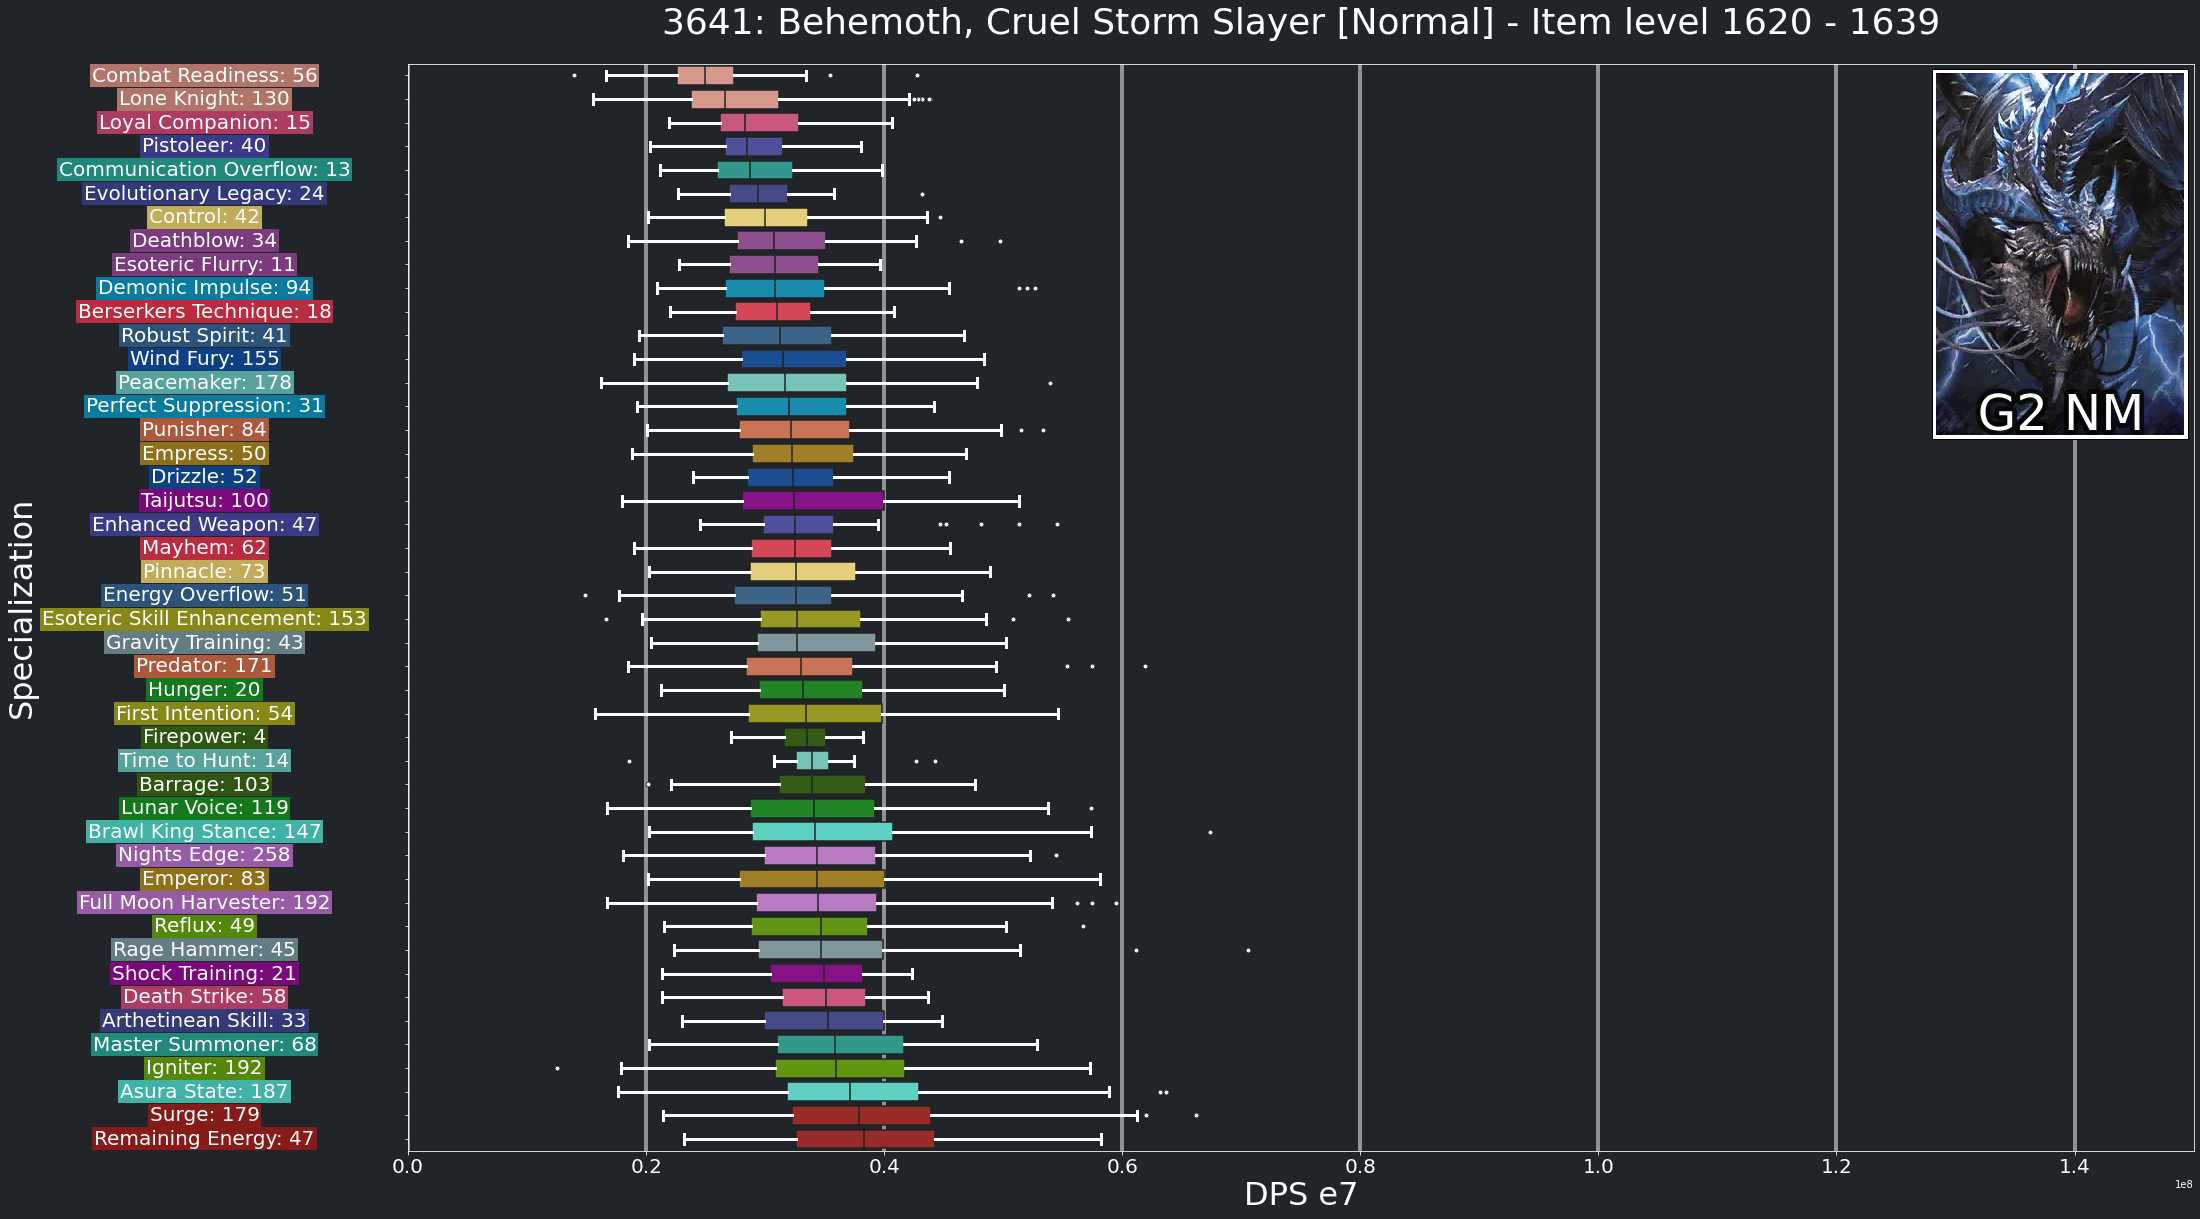 3641: Behemoth, Cruel Storm Slayer [Normal] - Item level 1620 - 1639
Combat Readiness: 56
Lone Knight: 130
Loyal Companion: 15
Pistoleer: 40
Communication Overflow: 13
Evolutionary Legacy: 24
Control: 42
Deathblow: 34
Esoteric Flurry: 11
Demonic Impulse: 94
Berserkers Technique: 18
Robust Spirit: 41
Wind Fury: 155
Peacemaker: 178
Perfect Suppression: 31
Punisher: 84
Empress: 50
Drizzle: 52
Taijutsu: 100
Enhanced Weapon: 47
Mayhem: 62
Pinnacle: 73
Energy Overflow: 51
Esoteric Skill Enhancement: 153
Gravity Training: 43
Predator: 171
Hunger: 20
First Intention: 54
Firepower: 4
Time to Hunt: 14
Barrage: 103
Lunar Voice: 119
Brawl King Stance: 147
Nights Edge: 258
Emperor: 83
Full Moon Harvester: 192
Reflux: 49
Rage Hammer: 45
Shock Training: 21
Death Strike: 58
Arthetinean Skill: 33
Master Summoner: 68
Igniter: 192
Asura State: 187
Surge: 179
Remaining Energy: 47
Specialization
G2 NM
0.0 0.2 0.4 0.6 0.8 1.0 1.2 1.4
1e8
DPS e7